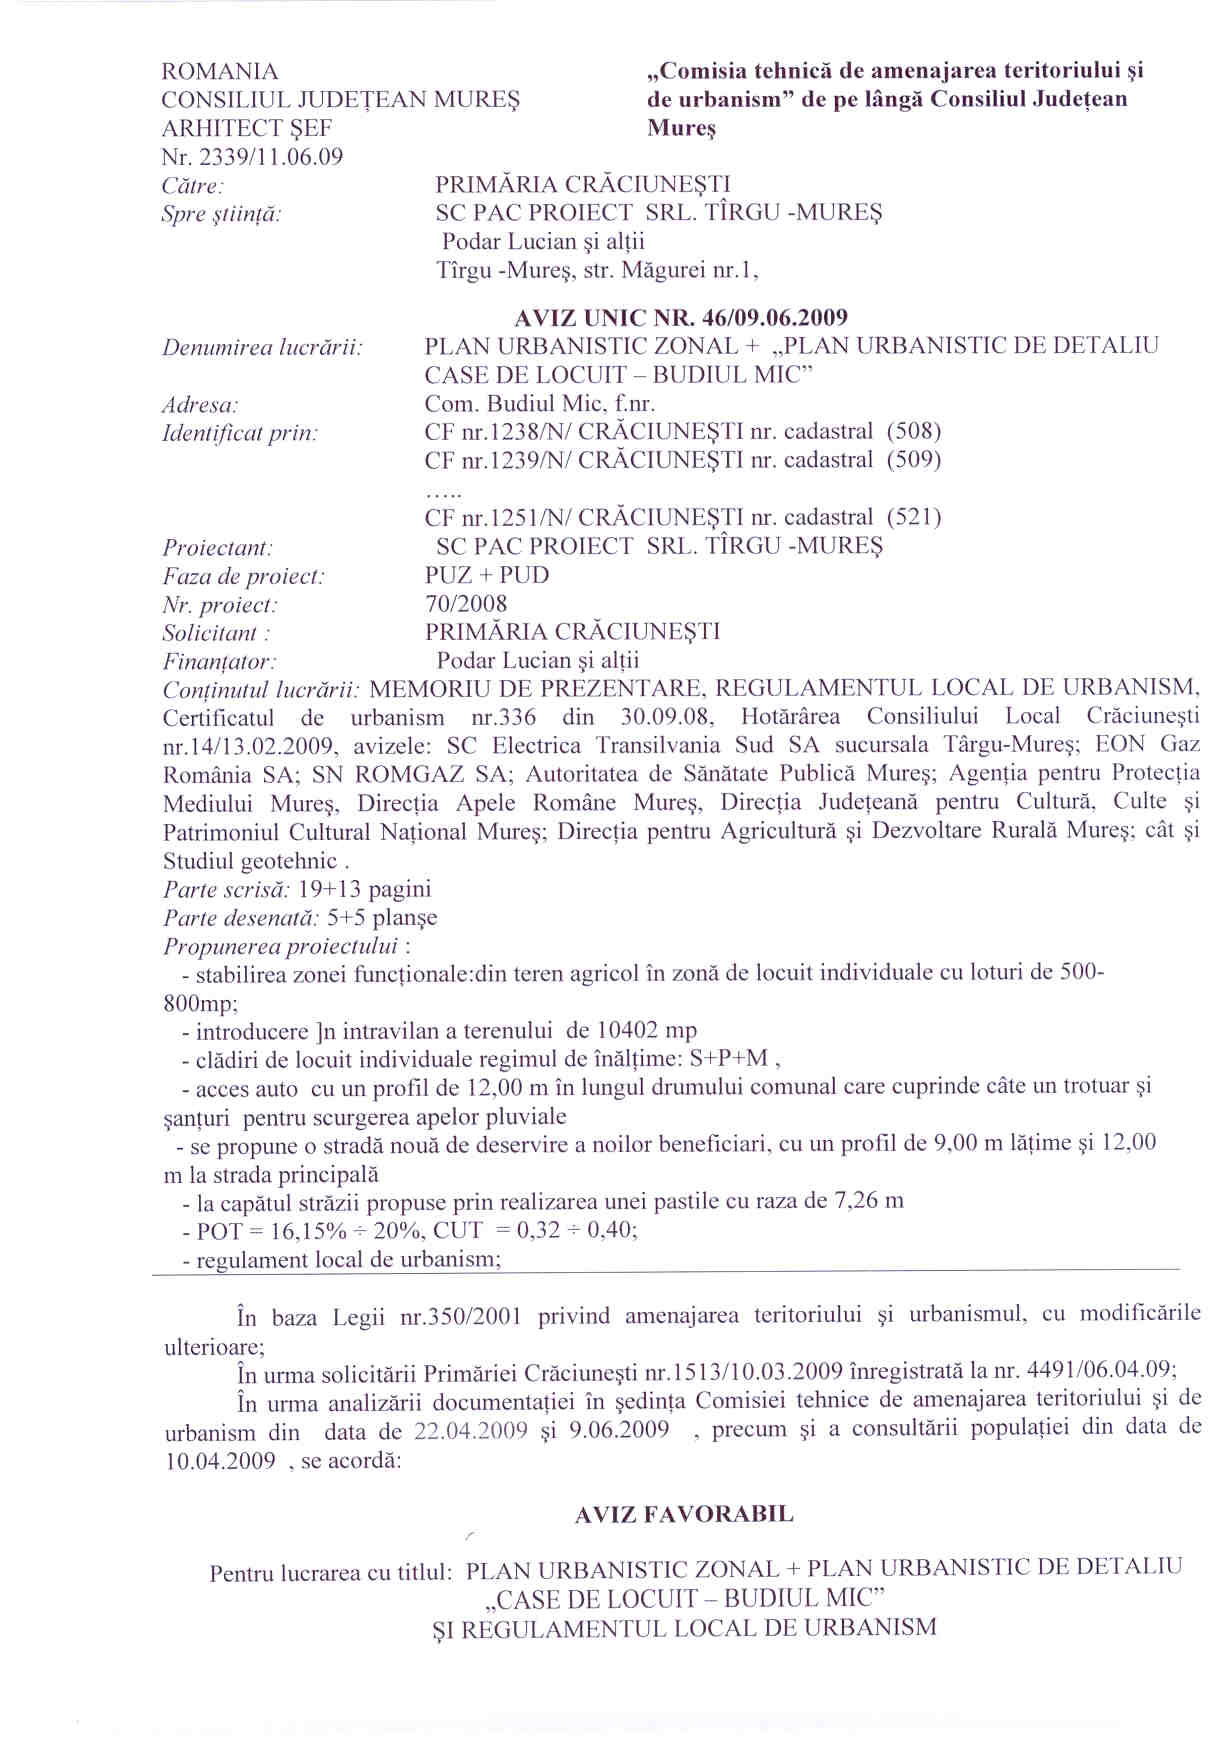 ROMANIA
CONSILIUL JUDEŢEAN MUREŞ
ARHITECT ŞEF
Nr. 2339/11.06.09
„Comisia tehnică de amenajarea teritoriului şi
de urbanism” de pe lângă Consiliul Judeţean
Mureş
Către: PRIMĂRIA CRĂCIUNEŞTI
Spre ştiinţă: SC PAC PROIECT SRL. TÎRGU -MUREŞ
Podar Lucian şi alţii
Tîrgu -Mureş, str. Măgurei nr.1,
AVIZ UNIC NR. 46/09.06.2009
Denumirea lucrării: PLAN URBANISTIC ZONAL + „PLAN URBANISTIC DE DETALIU
CASE DE LOCUIT – BUDIUL MIC”
Adresa: Com. Budiul Mic, f.nr.
Identificat prin: CF nr.1238/N/ CRĂCIUNEŞTI nr. cadastral (508)
CF nr.1239/N/ CRĂCIUNEŞTI nr. cadastral (509)
.....
CF nr.1251/N/ CRĂCIUNEŞTI nr. cadastral (521)
Proiectant: SC PAC PROIECT SRL. TÎRGU -MUREŞ
Faza de proiect: PUZ + PUD
Nr. proiect: 70/2008
Solicitant : PRIMĂRIA CRĂCIUNEŞTI
Finanţator: Podar Lucian şi alţii
Conţinutul lucrării: MEMORIU DE PREZENTARE, REGULAMENTUL LOCAL DE URBANISM,
Certificatul de urbanism nr.336 din 30.09.08, Hotărârea Consiliului Local Crăciuneşti
nr.14/13.02.2009, avizele: SC Electrica Transilvania Sud SA sucursala Târgu-Mureş; EON Gaz
România SA; SN ROMGAZ SA; Autoritatea de Sănătate Publică Mureş; Agenţia pentru Protecţia
Mediului Mureş, Direcţia Apele Române Mureş, Direcţia Judeţeană pentru Cultură, Culte şi
Patrimoniul Cultural Naţional Mureş; Direcţia pentru Agricultură şi Dezvoltare Rurală Mureş; cât şi
Studiul geotehnic .
Parte scrisă: 19+13 pagini
Parte desenată: 5+5 planşe
Propunerea proiectului :
- stabilirea zonei funcţionale:din teren agricol în zonă de locuit individuale cu loturi de 500-
800mp;
- introducere ]n intravilan a terenului de 10402 mp
- clădiri de locuit individuale regimul de înălţime: S+P+M ,
- acces auto cu un profil de 12,00 m în lungul drumului comunal care cuprinde câte un trotuar şi
şanţuri pentru scurgerea apelor pluviale
- se propune o stradă nouă de deservire a noilor beneficiari, cu un profil de 9,00 m lăţime şi 12,00
m la strada principală
- la capătul străzii propuse prin realizarea unei pastile cu raza de 7,26 m
- POT = 16,15% ÷ 20%, CUT = 0,32 ÷ 0,40;
- regulament local de urbanism;
În baza Legii nr.350/2001 privind amenajarea teritoriului şi urbanismul, cu modificările
ulterioare;
În urma solicitării Primăriei Crăciuneşti nr.1513/10.03.2009 înregistrată la nr. 4491/06.04.09;
În urma analizării documentaţiei în şedinţa Comisiei tehnice de amenajarea teritoriului şi de
urbanism din data de 22.04.2009 şi 9.06.2009 , precum şi a consultării populaţiei din data de
10.04.2009 , se acordă:
AVIZ FAVORABIL
Pentru lucrarea cu titlul: PLAN URBANISTIC ZONAL + PLAN URBANISTIC DE DETALIU
„CASE DE LOCUIT – BUDIUL MIC”
ŞI REGULAMENTUL LOCAL DE URBANISM